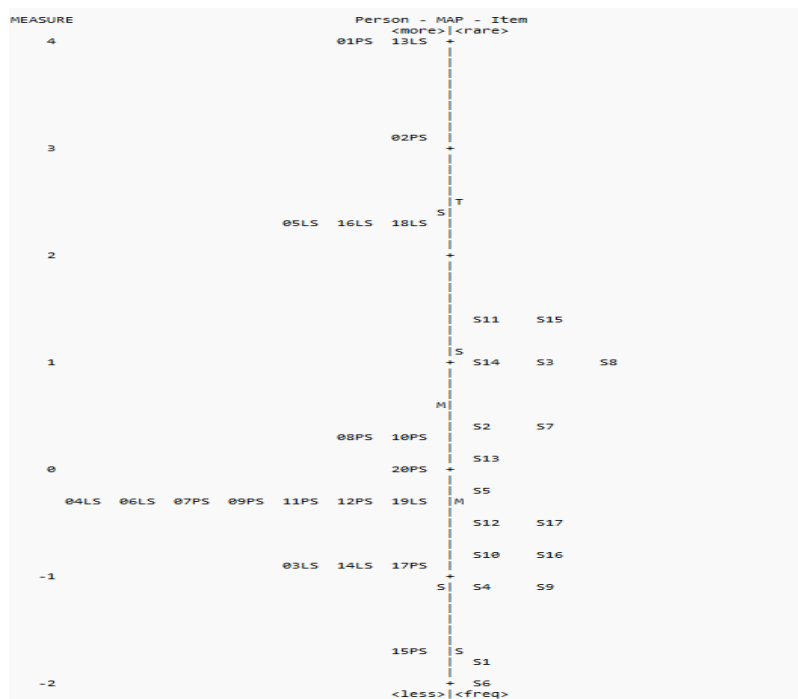 MEASURE Person - MAP - Item
<more>|<rare>
4 01PS 13LS +
02PS |
3 +
|T
S|
05LS 16LS 18LS |
2 +
| S11 S15
|S
1 + S14 S3 S8
M|
| S2 S7
08PS 10PS |
| S13
0 20PS +
| S5
04LS 06LS 07PS 09PS 11PS 12PS 19LS |M
| S12 S17
| S10 S16
03LS 14LS 17PS |
-1 +
S| S4 S9
15PS |S
| S1
-2 + S6
<less>|<freq>